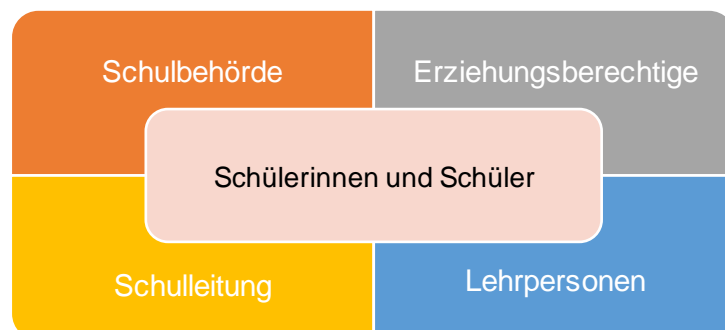 Schulbehörde
Erziehungsberechtige
Schülerinnen und Schüler
Schulleitung
Lehrpersonen